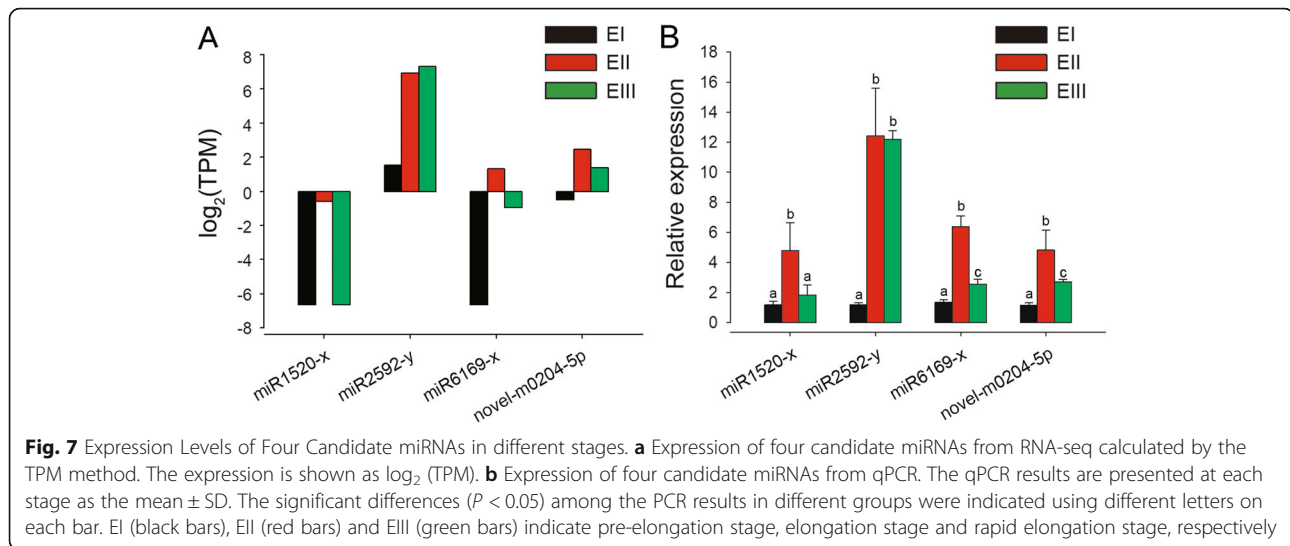 A
EI
EII
EIII
8
6
4
2
0
-2
-4
-6
-8
log₂(TPM)
miR1520-x
miR2592-y
miR6169-x
novel-m0204-5p
B
EI
EII
EIII
18
16
14
12
10
8
6
4
2
0
Relative expression
a
b
a
a
b
b
a
b
c
a
b
c
miR1520-x
miR2592-y
miR6169-x
novel-m0204-5p
Fig. 7 Expression Levels of Four Candidate miRNAs in different stages. a Expression of four candidate miRNAs from RNA-seq calculated by the
TPM method. The expression is shown as log₂ (TPM). b Expression of four candidate miRNAs from qPCR. The qPCR results are presented at each
stage as the mean ± SD. The significant differences (P < 0.05) among the PCR results in different groups were indicated using different letters on
each bar. EI (black bars), EII (red bars) and EIII (green bars) indicate pre-elongation stage, elongation stage and rapid elongation stage, respectively